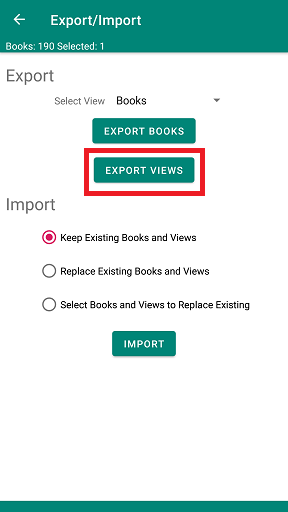 Export/Import
Books: 190 Selected: 1
Export
Select View Books
EXPORT BOOKS
EXPORT VIEWS
Import
Keep Existing Books and Views
Replace Existing Books and Views
Select Books and Views to Replace Existing
IMPORT